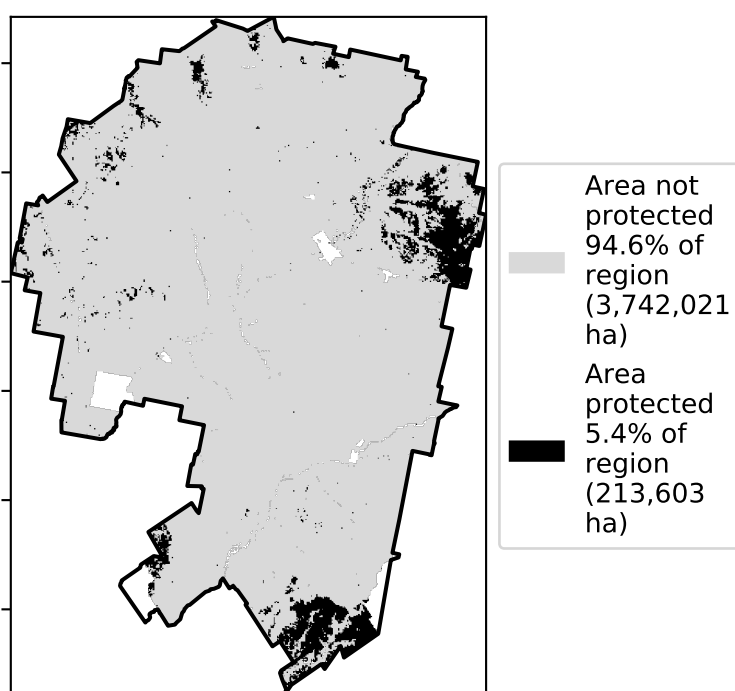 Area not
protected
94.6% of
region
(3,742,021
ha)
Area
protected
5.4% of
region
(213,603
ha)